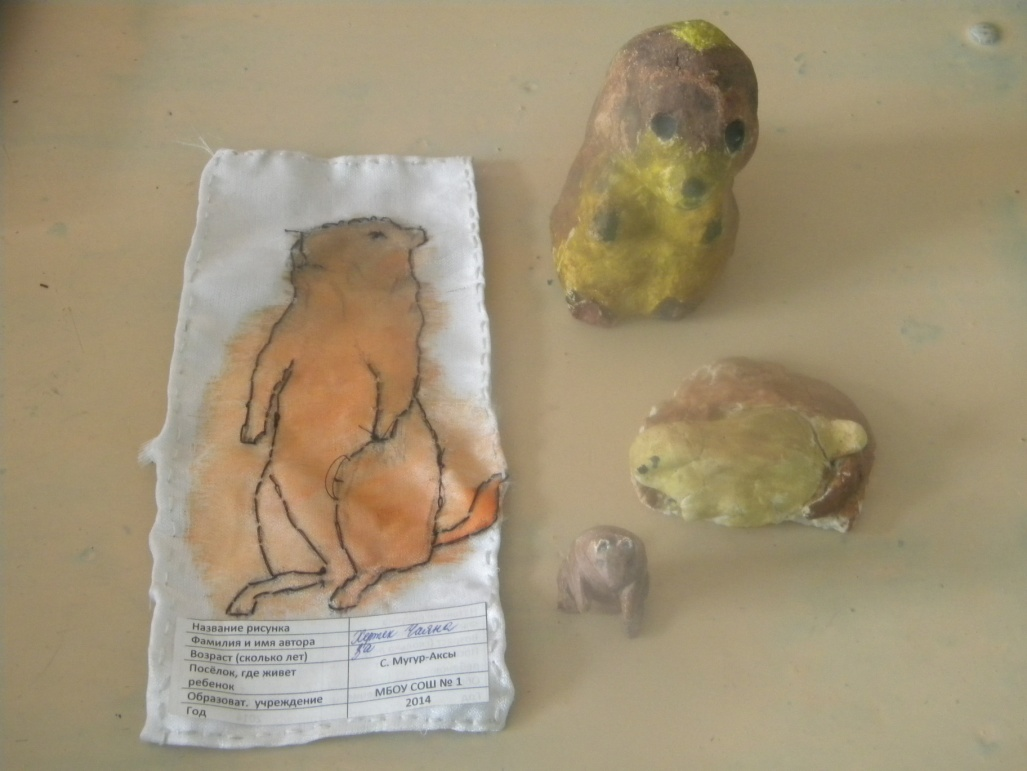 Название рисунка
Фамилия и имя автора
Возраст (сколько лет)
Посёлок, где живет
ребенок
Образоват. учреждение
Год
Чаяна
С. Мугур-Аксы
МБОУ СОШ № 1
2014